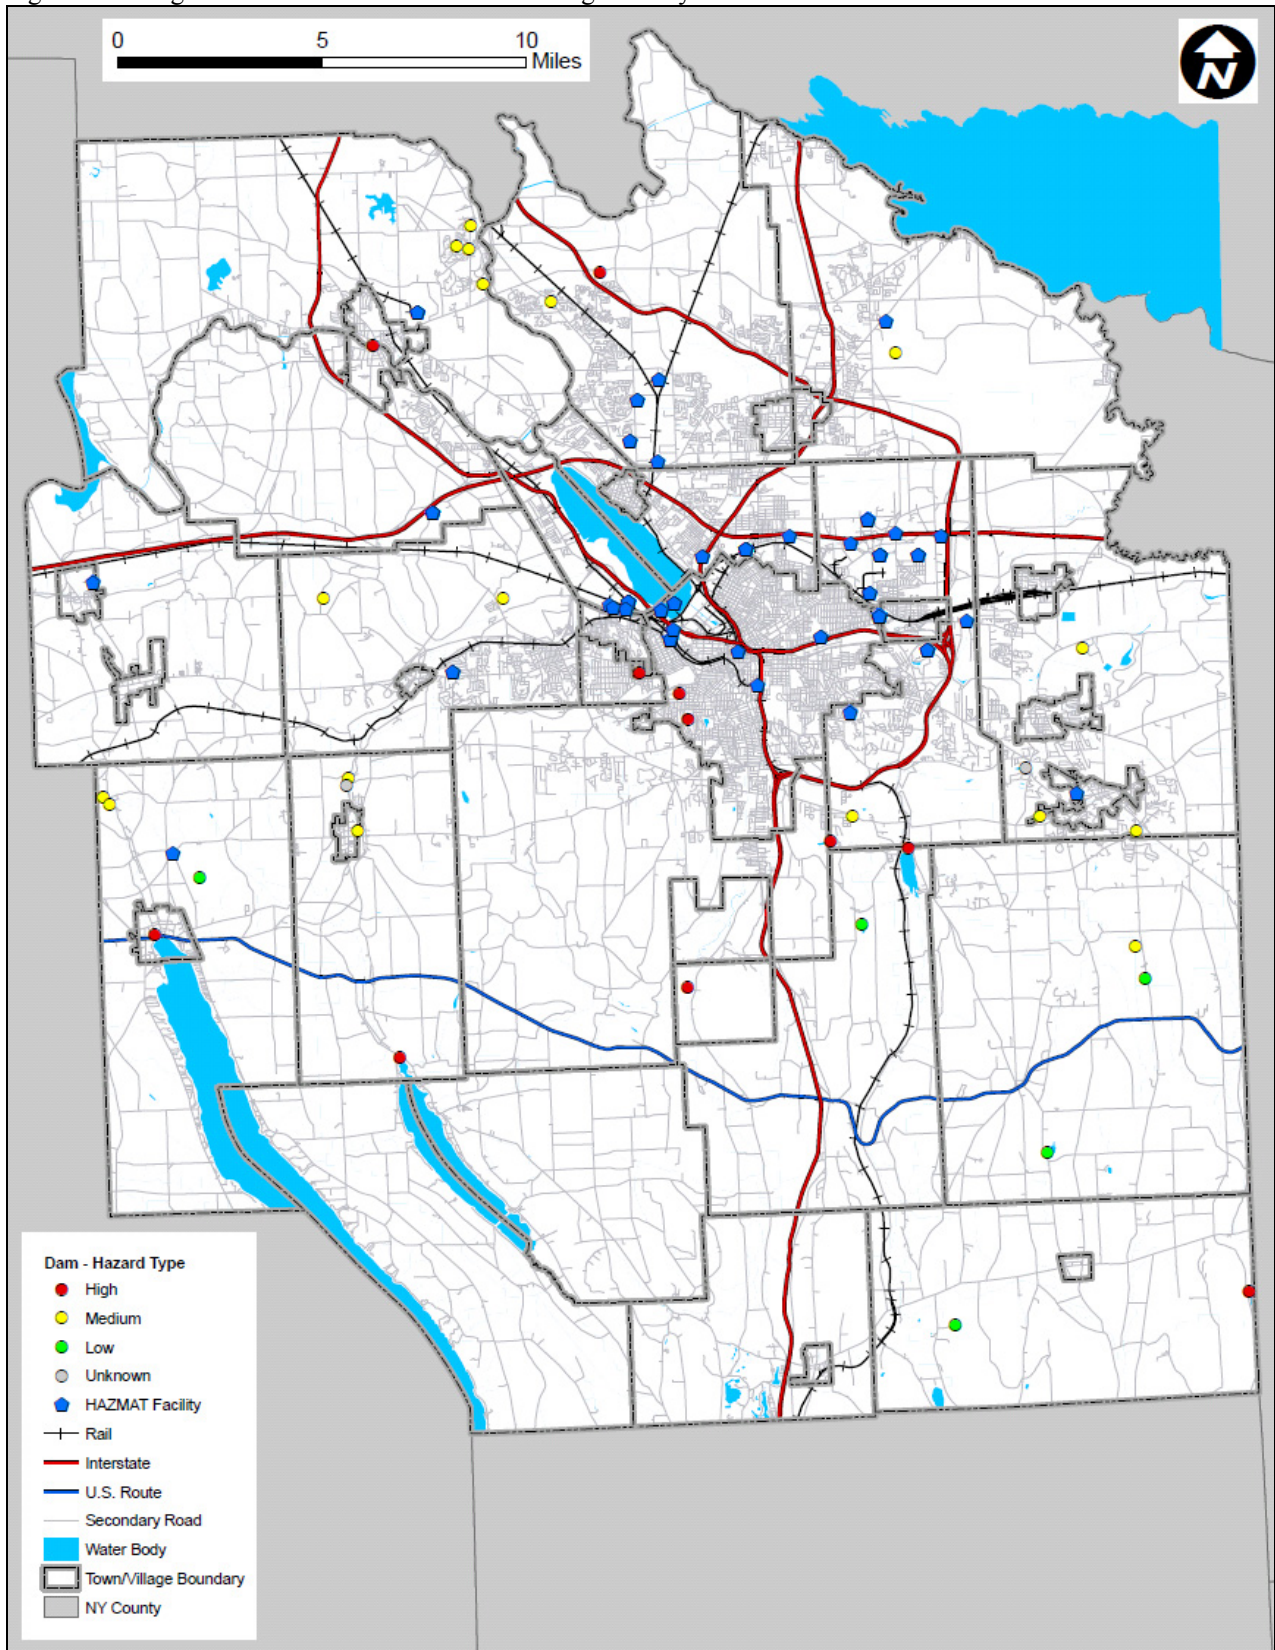 0 5 10
Miles
N
Dam - Hazard Type
High
Medium
Low
Unknown
HAZMAT Facility
Rail
Interstate
U.S. Route
Secondary Road
Water Body
Town/Village Boundary
NY County